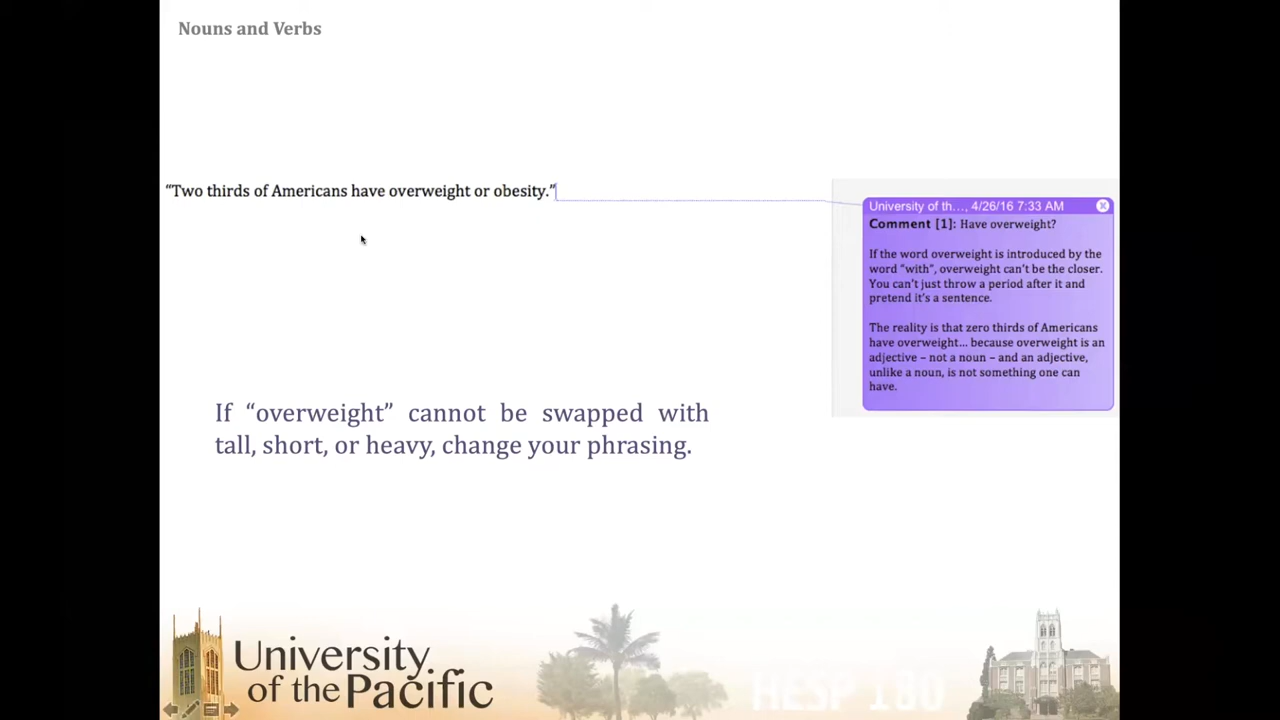 Nouns and Verbs
“Two thirds of Americans have overweight or obesity.”
University of th..., 4/26/16 7:33 AM
Comment [1]: Have overweight?
If the word overweight is introduced by the
word “with”, overweight can’t be the closer.
You can’t just throw a period after it and
pretend it’s a sentence.
The reality is that zero thirds of Americans
have overweight... because overweight is an
adjective – not a noun – and an adjective,
unlike a noun, is not something one can
have.
If “overweight” cannot be swapped with
tall, short, or heavy, change your phrasing.
University
of the Pacific
HESP 180